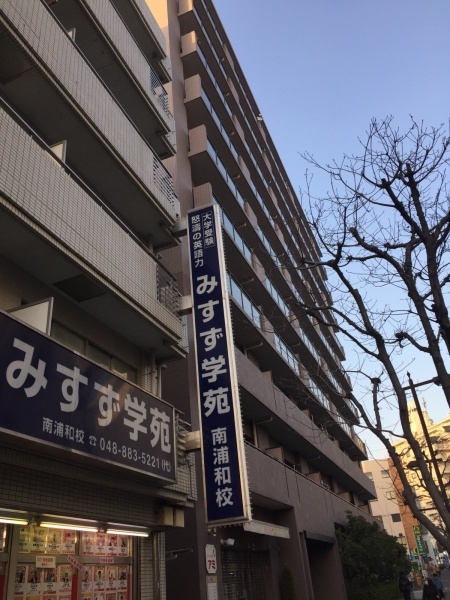 大学受験
怒濤の英語力
みすず学苑
南浦和校
みすず学苑
南浦和校 ☎ 048-883-5221(代)